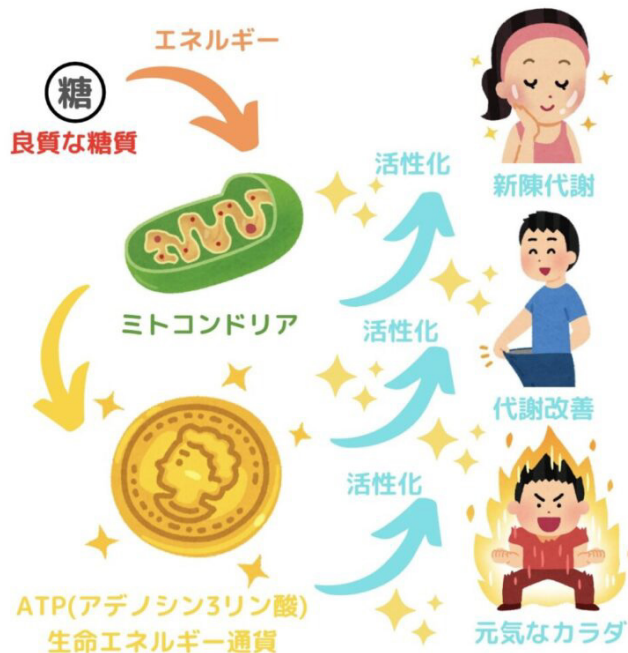 エネルギー
糖
良質な糖質
活性化
新陳代謝
ミトコンドリア
活性化
代謝改善
活性化
ATP(アデノシン3リン酸)
生命エネルギー通貨
元気なカラダ